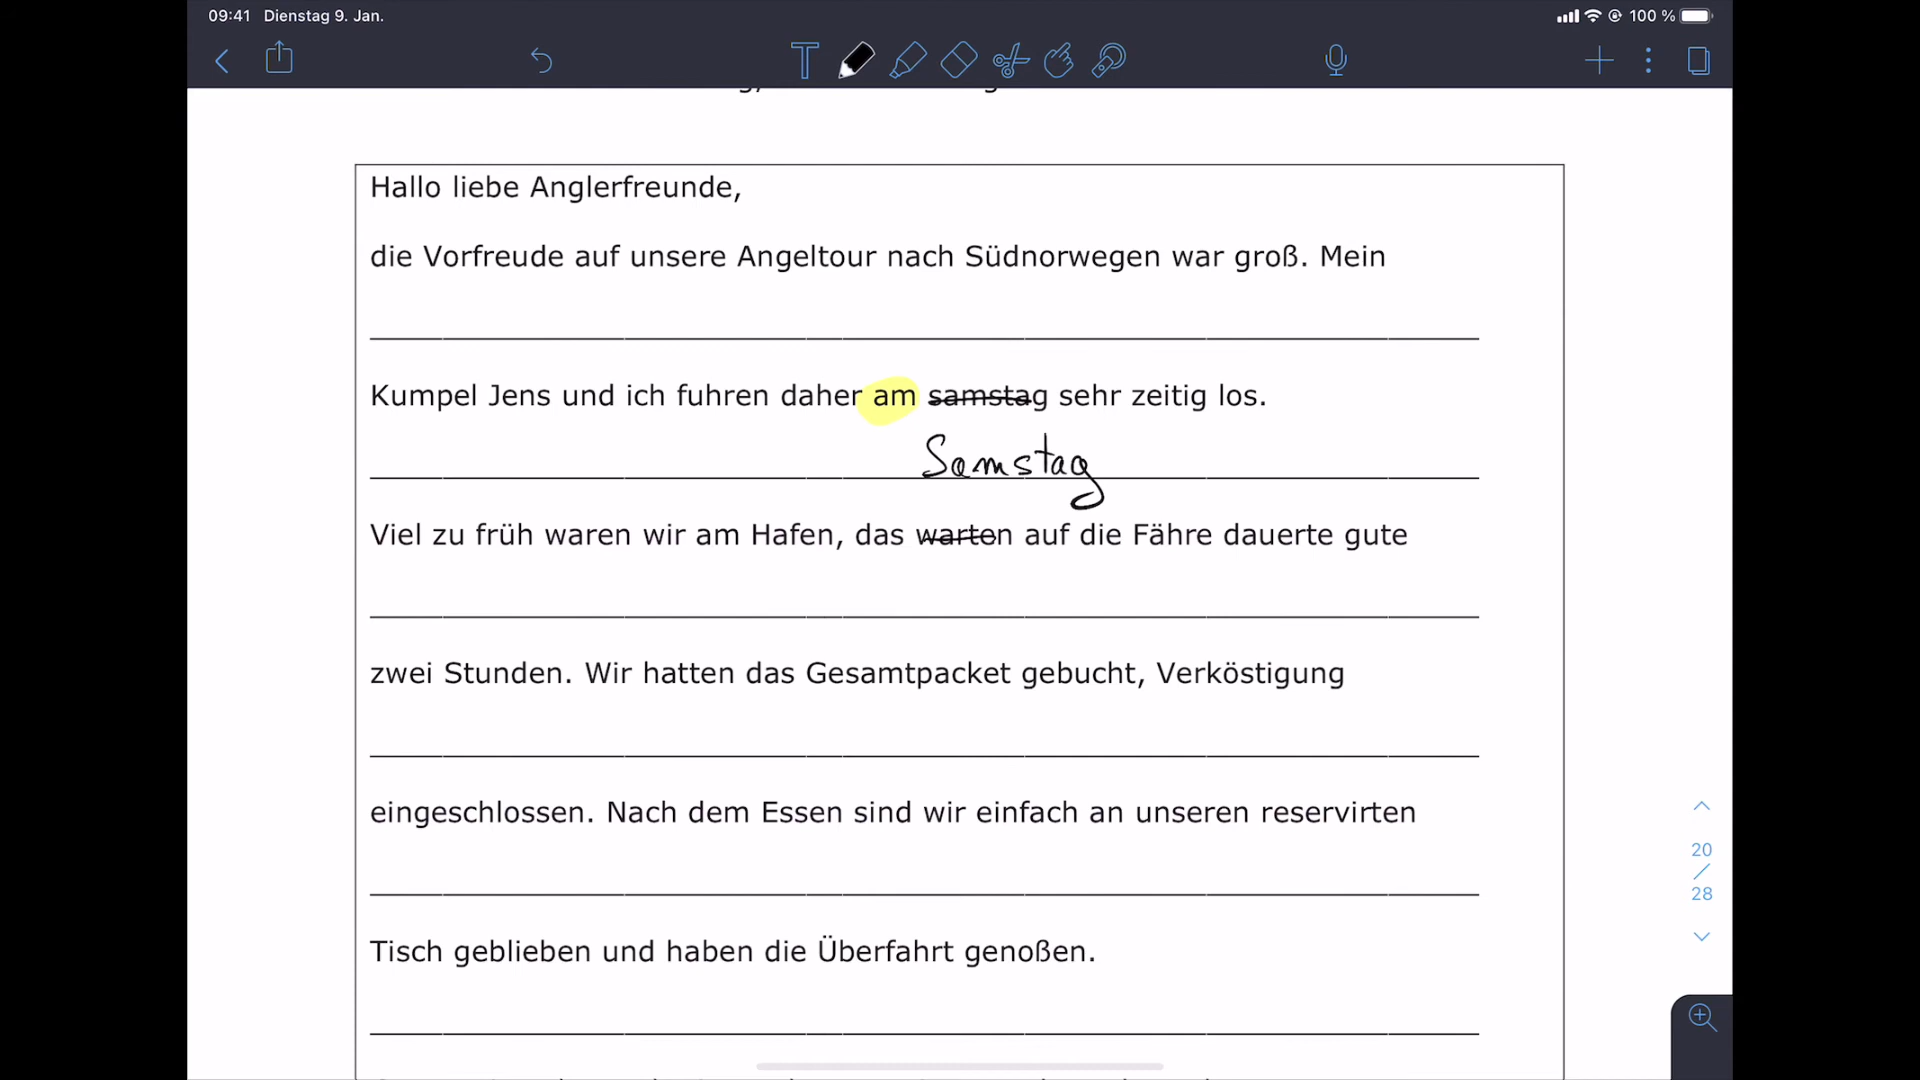 09:41 Dienstag 9. Jan.
100 %
T
Hallo liebe Anglerfreunde,
die Vorfreude auf unsere Angeltour nach Südnorwegen war groß. Mein
Kumpel Jens und ich fuhren daher am samstag sehr zeitig los.
Samstag
Viel zu früh waren wir am Hafen, das warten auf die Fähre dauerte gute
zwei Stunden. Wir hatten das Gesamtpacket gebucht, Verköstigung
eingeschlossen. Nach dem Essen sind wir einfach an unseren reservirten
Tisch geblieben und haben die Überfahrt genoßen.
20
/
28